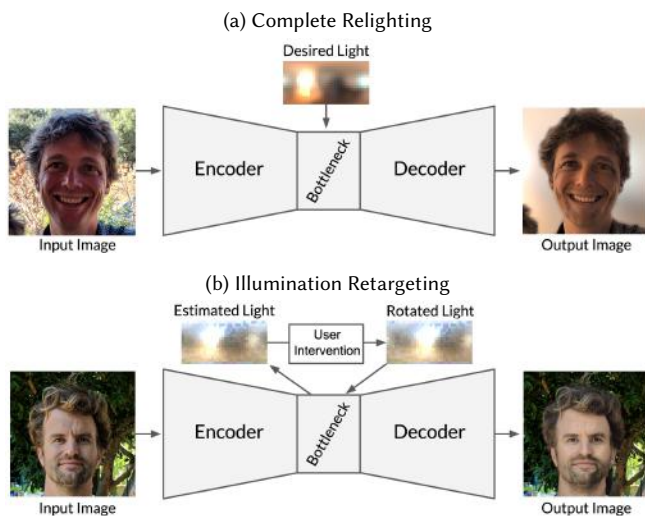 (a) Complete Relighting
Desired Light
Encoder
Bottleneck
Decoder
Input Image
Output Image
(b) Illumination Retargeting
Estimated Light
User
Intervention
Rotated Light
Encoder
Bottleneck
Decoder
Input Image
Output Image